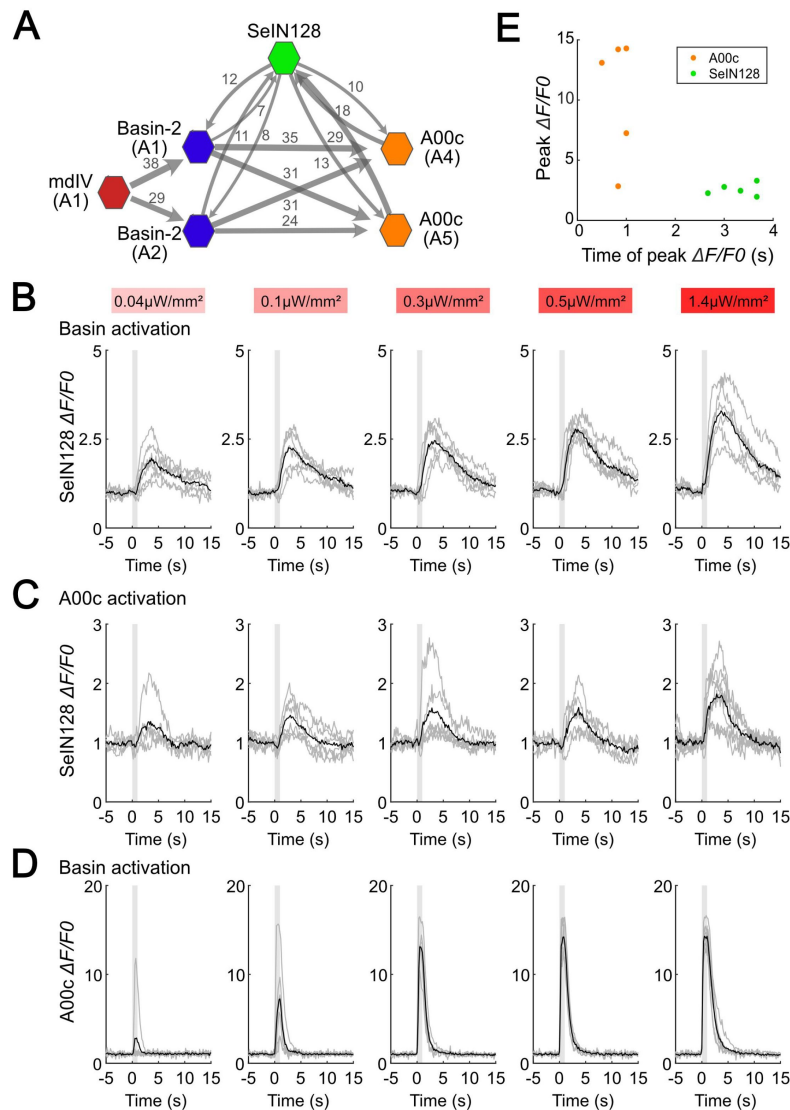 A
SeIN128
12
10
7
18
Basin-2
(A1)
11
8
35
29
A00c
(A4)
38
13
mdIV
(A1)
31
29
31
Basin-2
(A2)
24
A00c
(A5)
E
Peak ΔF/F0
15
10
5
0
A00c
SeIN128
0 1 2 3 4
Time of peak ΔF/F0 (s)
B
0.04µW/mm² 0.1µW/mm² 0.3µW/mm² 0.5µW/mm² 1.4µW/mm²
Basin activation
SeIN128 ΔF/F0
5 5 5 5 5
2.5 2.5 2.5 2.5 2.5
0 0 0 0 0
-5 0 5 10 15 -5 0 5 10 15 -5 0 5 10 15 -5 0 5 10 15 -5 0 5 10 15
Time (s) Time (s) Time (s) Time (s) Time (s)
C
A00c activation
SeIN128 ΔF/F0
3 3 3 3 3
2 2 2 2 2
1 1 1 1 1
0 0 0 0 0
-5 0 5 10 15 -5 0 5 10 15 -5 0 5 10 15 -5 0 5 10 15 -5 0 5 10 15
Time (s) Time (s) Time (s) Time (s) Time (s)
D
Basin activation
A00c ΔF/F0
20 20 20 20 20
10 10 10 10 10
0 0 0 0 0
-5 0 5 10 15 -5 0 5 10 15 -5 0 5 10 15 -5 0 5 10 15 -5 0 5 10 15
Time (s) Time (s) Time (s) Time (s) Time (s)